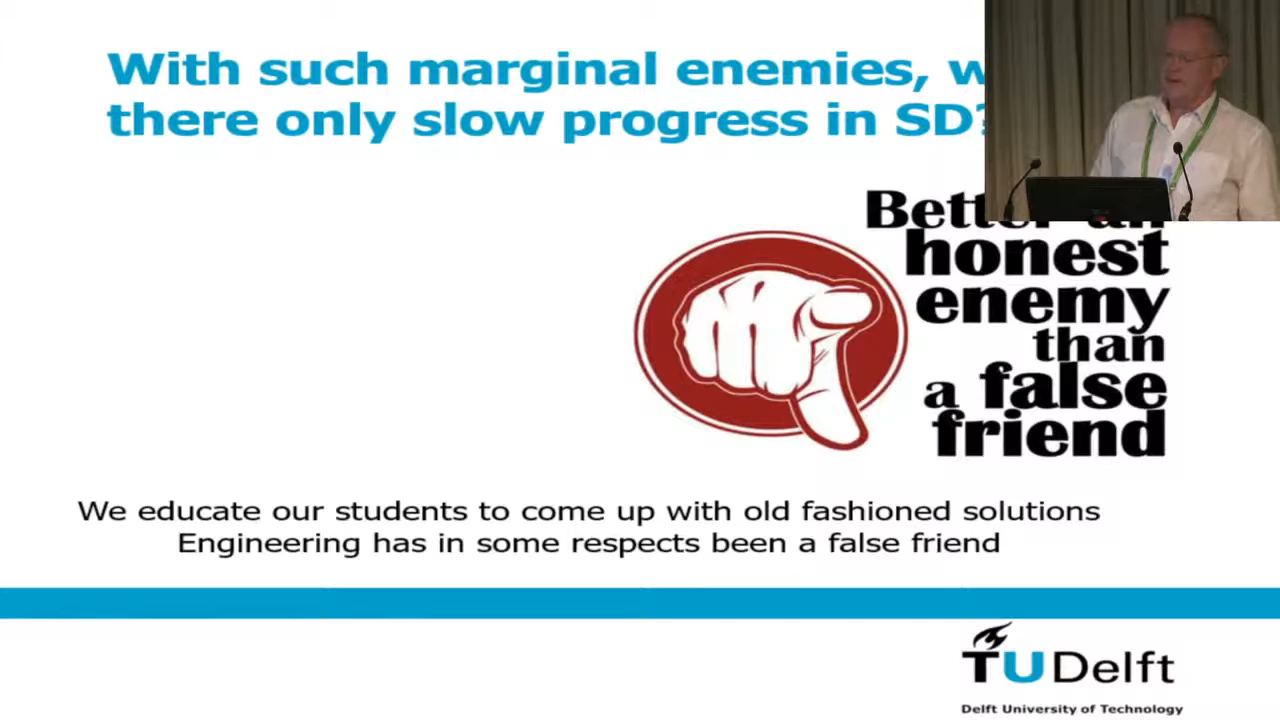 With such marginal enemies,
there only slow progress in SD?
Better an
honest
enemy
than
a false
friend
We educate our students to come up with old fashioned solutions
Engineering has in some respects been a false friend
TUDelft
Delft University of Technology